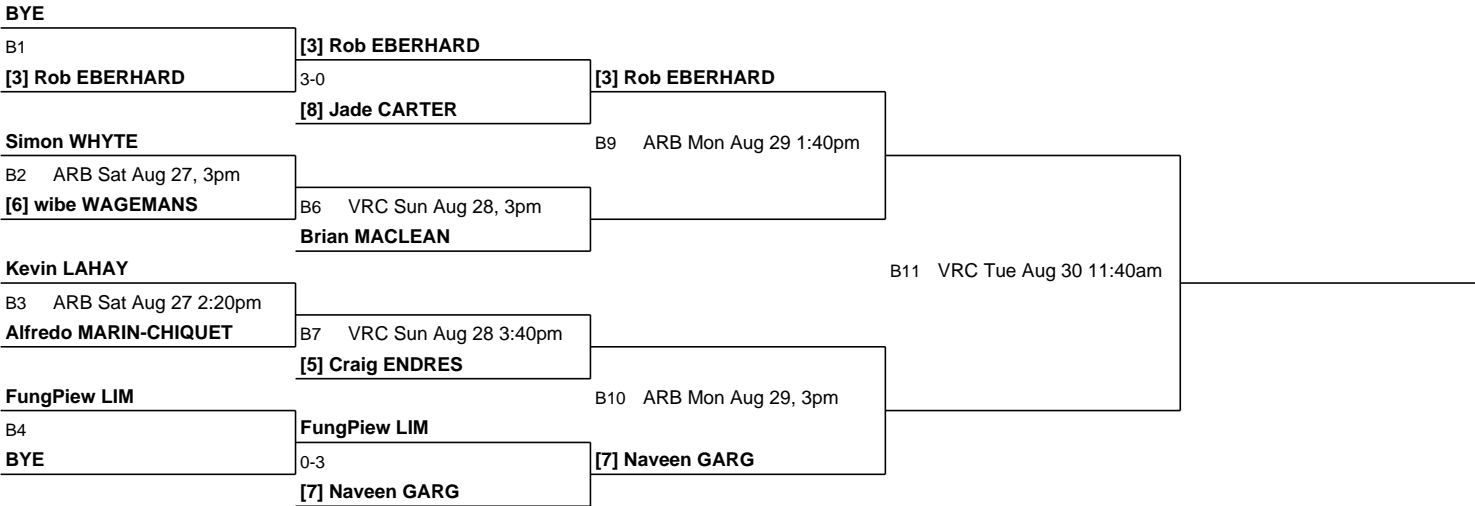 BYE
B1
[3] Rob EBERHARD
[3] Rob EBERHARD
3-0
[3] Rob EBERHARD
[8] Jade CARTER
Simon WHYTE
B9 ARB Mon Aug 29 1:40pm
B2 ARB Sat Aug 27, 3pm
[6] wibe WAGEMANS
B6 VRC Sun Aug 28, 3pm
Brian MACLEAN
Kevin LAHAY
B11 VRC Tue Aug 30 11:40am
B3 ARB Sat Aug 27 2:20pm
Alfredo MARIN-CHIQUET
B7 VRC Sun Aug 28 3:40pm
[5] Craig ENDRES
FungPiew LIM
B10 ARB Mon Aug 29, 3pm
B4
FungPiew LIM
BYE
0-3
[7] Naveen GARG
[7] Naveen GARG